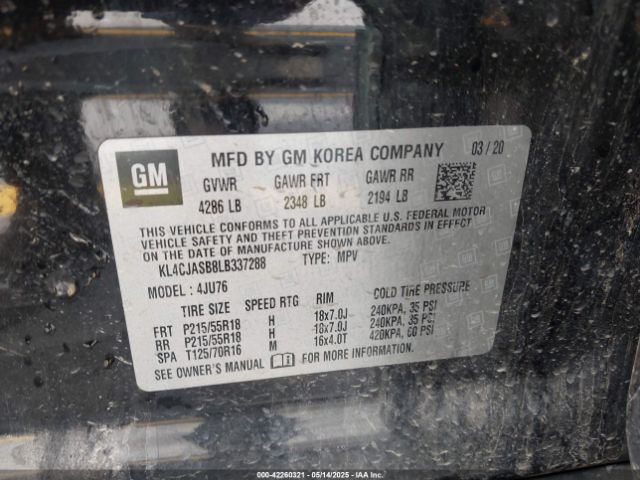 GM
MFD BY GM KOREA COMPANY 03/20
GVWR GAWR FRT GAWR RR
4286 LB 2348 LB 2194 LB
THIS VEHICLE CONFORMS TO ALL APPLICABLE U.S. FEDERAL MOTOR
VEHICLE SAFETY AND THEFT PREVENTION STANDARDS IN EFFECT
ON THE DATE OF MANUFACTURE SHOWN ABOVE.
KL4CJASB8LB337288 TYPE: MPV
MODEL: 4JU76
TIRE SIZE SPEED RTG RIM COLD TIRE PRESSURE
FRT P215/55R18 H 18x7.0J 240KPA, 35 PSI
RR P215/55R18 H 18x7.0J 240KPA, 35 PSI
SPA T125/70R16 M 16x4.0T 420KPA, 60 PSI
SEE OWNER'S MANUAL FOR MORE INFORMATION.
000-42260321 - 05/14/2025 - IAAI.COM